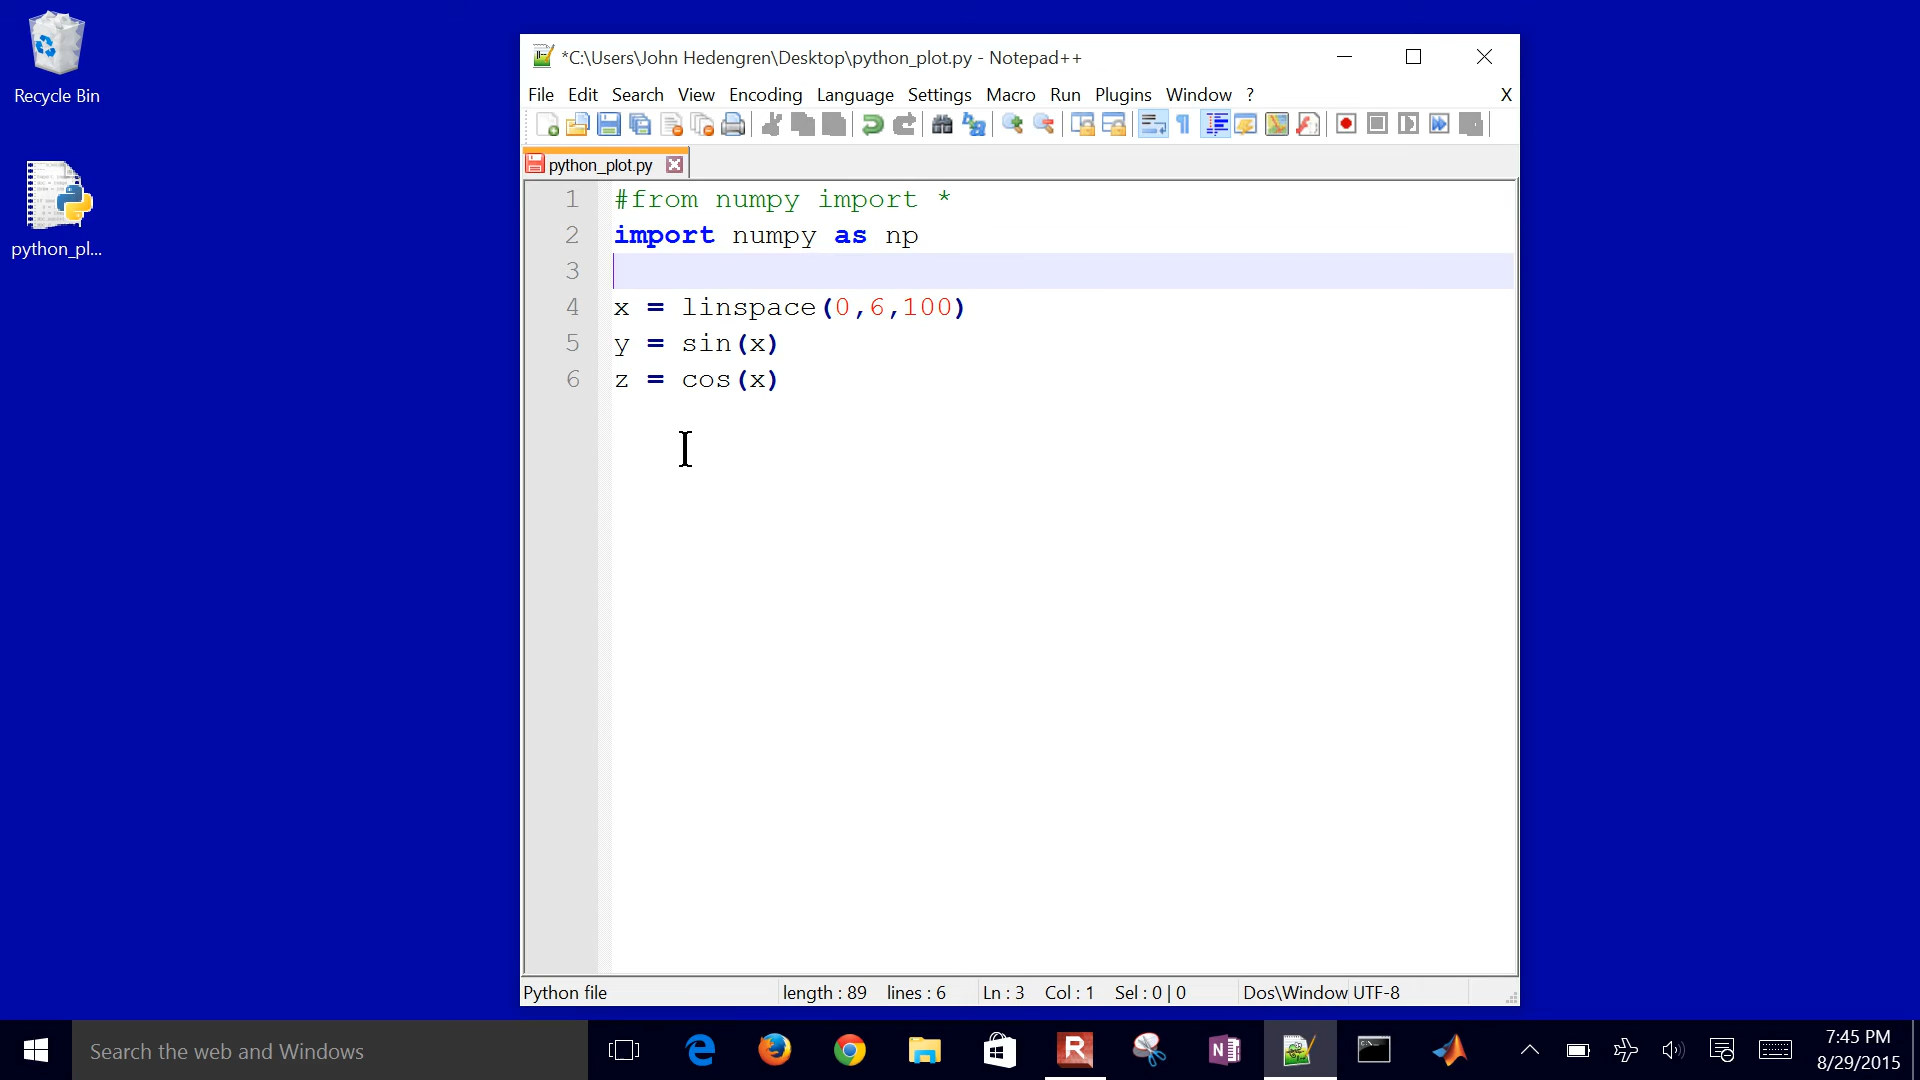 Recycle Bin
python_pl...
*C:\Users\John Hedengren\Desktop\python_plot.py - Notepad++
File Edit Search View Encoding Language Settings Macro Run Plugins Window ? X
python_plot.py
1 #from numpy import *
2 import numpy as np
3
4 x = linspace(0,6,100)
5 y = sin(x)
6 z = cos(x)
Python file length : 89 lines : 6 Ln : 3 Col : 1 Sel : 0 | 0 Dos\Window UTF-8
Search the web and Windows
7:45 PM
8/29/2015